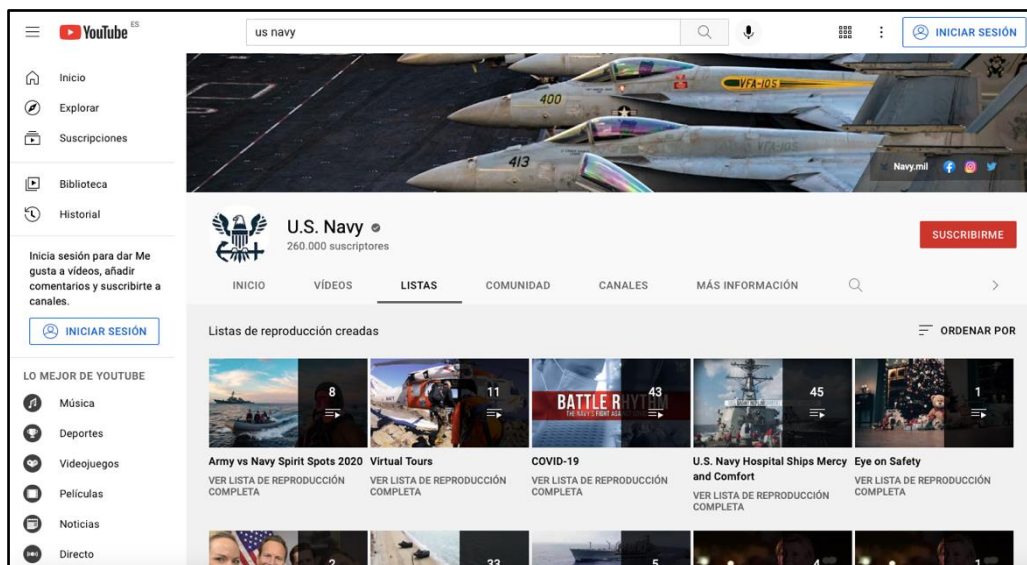 YouTube ES
us navy
INICIAR SESIÓN
Inicio
Explorar
Suscripciones
Biblioteca
Historial
Inicia sesión para dar Me
gusta a vídeos, añadir
comentarios y suscribirte a
canales.
INICIAR SESIÓN
LO MEJOR DE YOUTUBE
Música
Deportes
Videojuegos
Películas
Noticias
Directo
400
413
VFA-105
VFA-105
Navy.mil
U.S. Navy
260.000 suscriptores
SUSCRIBIRME
INICIO
VÍDEOS
LISTAS
COMUNIDAD
CANALES
MÁS INFORMACIÓN
Listas de reproducción creadas
ORDENAR POR
8
Army vs Navy Spirit Spots 2020
VER LISTA DE REPRODUCCIÓN
COMPLETA
11
Virtual Tours
VER LISTA DE REPRODUCCIÓN
COMPLETA
43
BATTLE RHYTHM
THE NAVY'S FIGHT AGAINST
COVID-19
VER LISTA DE REPRODUCCIÓN
COMPLETA
45
U.S. Navy Hospital Ships Mercy
and Comfort
VER LISTA DE REPRODUCCIÓN
COMPLETA
1
Eye on Safety
VER LISTA DE REPRODUCCIÓN
COMPLETA
2
33
5
4
1